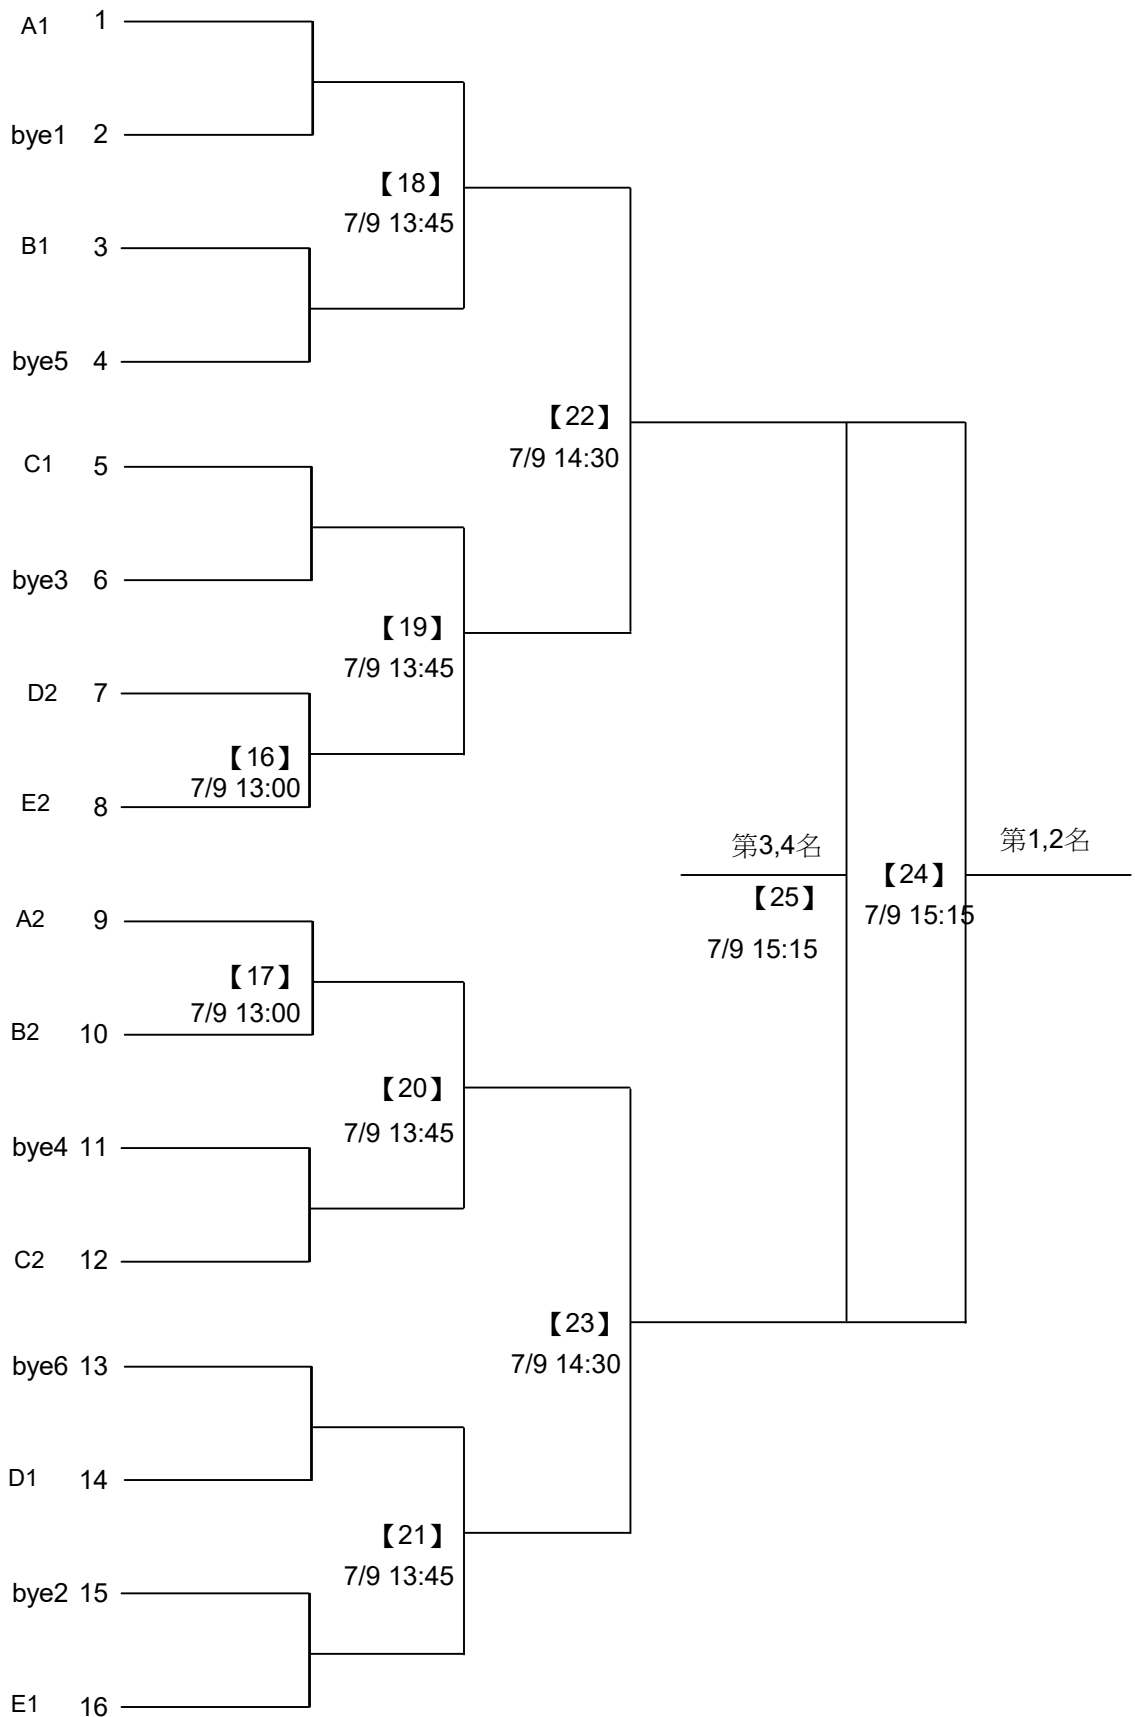 A1 1
bye1 2
【18】
7/9 13:45
B1 3
bye5 4
【22】
7/9 14:30
C1 5
bye3 6
【19】
7/9 13:45
D2 7
【16】
7/9 13:00
E2 8
第3,4名
【25】
7/9 15:15
【24】
7/9 15:15
第1,2名
A2 9
【17】
7/9 13:00
B2 10
【20】
7/9 13:45
bye4 11
C2 12
【23】
7/9 14:30
bye6 13
D1 14
【21】
7/9 13:45
bye2 15
E1 16